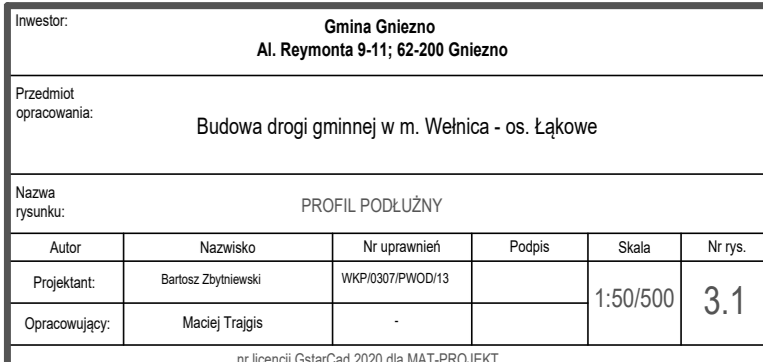 Inwestor:
Gmina Gniezno
Al. Reymonta 9-11; 62-200 Gniezno
Przedmiot
opracowania:
Budowa drogi gminnej w m. Wełnica - os. Łąkowe
Nazwa
rysunku:
PROFIL PODŁUŻNY
Autor Nazwisko Nr uprawnień Podpis Skala Nr rys.
Projektant: Bartosz Zbytniewski WKP/0307/PWOD/13
1:50/500 3.1
Opracowujący: Maciej Trajgis -
nr licencji GstarCad 2020 dla MAT-PROJEKT